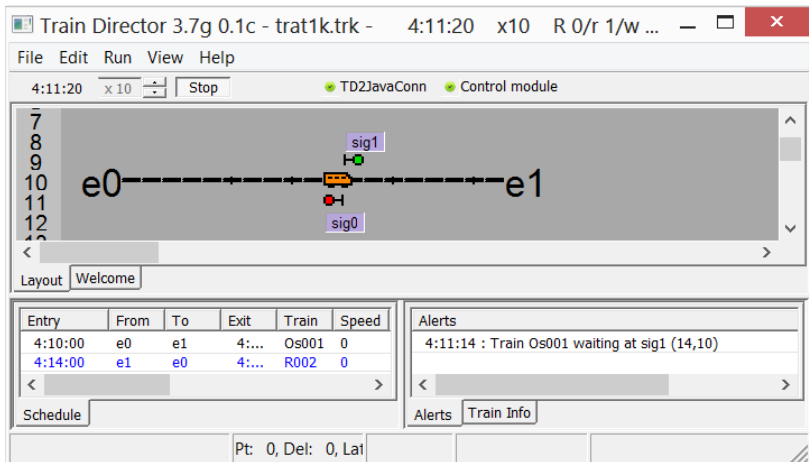 Train Director 3.7g 0.1c - trat1k.trk - 4:11:20 x10 R 0/r 1/w ...
File Edit Run View Help
4:11:20 x 10 Stop TD2JavaConn Control module
7
8 sig1
9
10 e0 e1
11
12 sig0
Layout Welcome
Entry From To Exit Train Speed
4:10:00 e0 e1 4:... Os001 0
4:14:00 e1 e0 4:... R002 0
Schedule
Alerts
4:11:14 : Train Os001 waiting at sig1 (14,10)
Alerts Train Info
Pt: 0, Del: 0, Lat